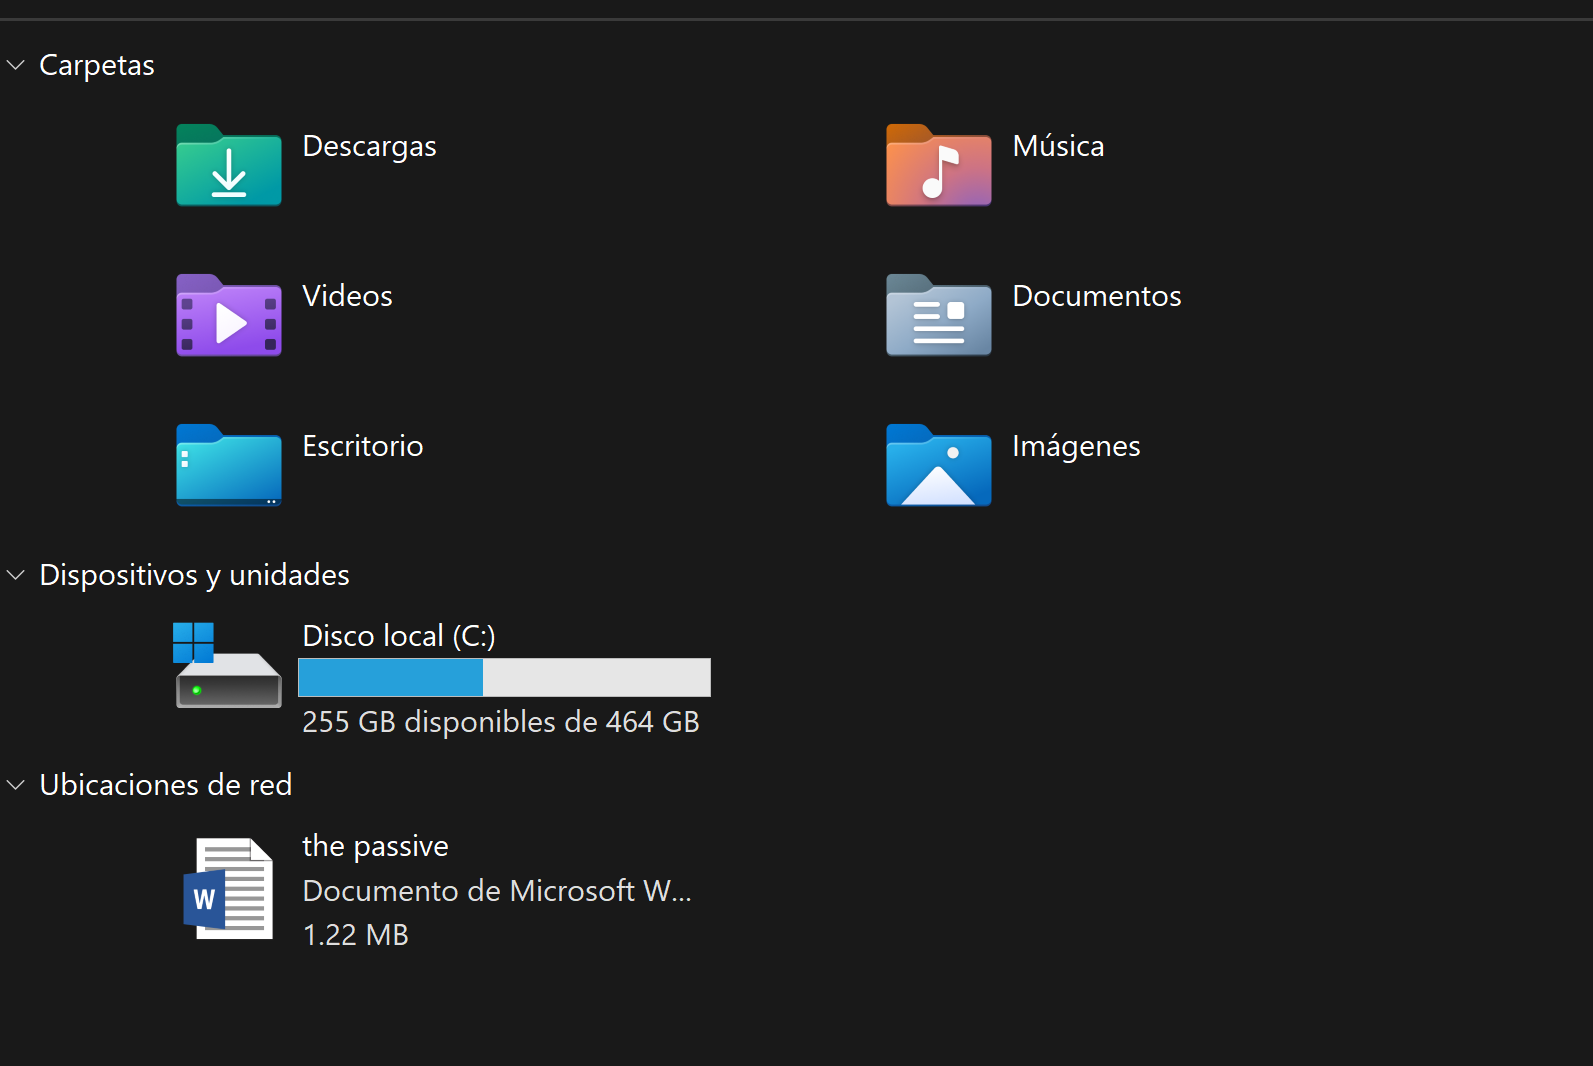 Carpetas
Descargas
Música
Videos
Documentos
Escritorio
Imágenes
Dispositivos y unidades
Disco local (C:)
255 GB disponibles de 464 GB
Ubicaciones de red
the passive
Documento de Microsoft W...
W
1.22 MB